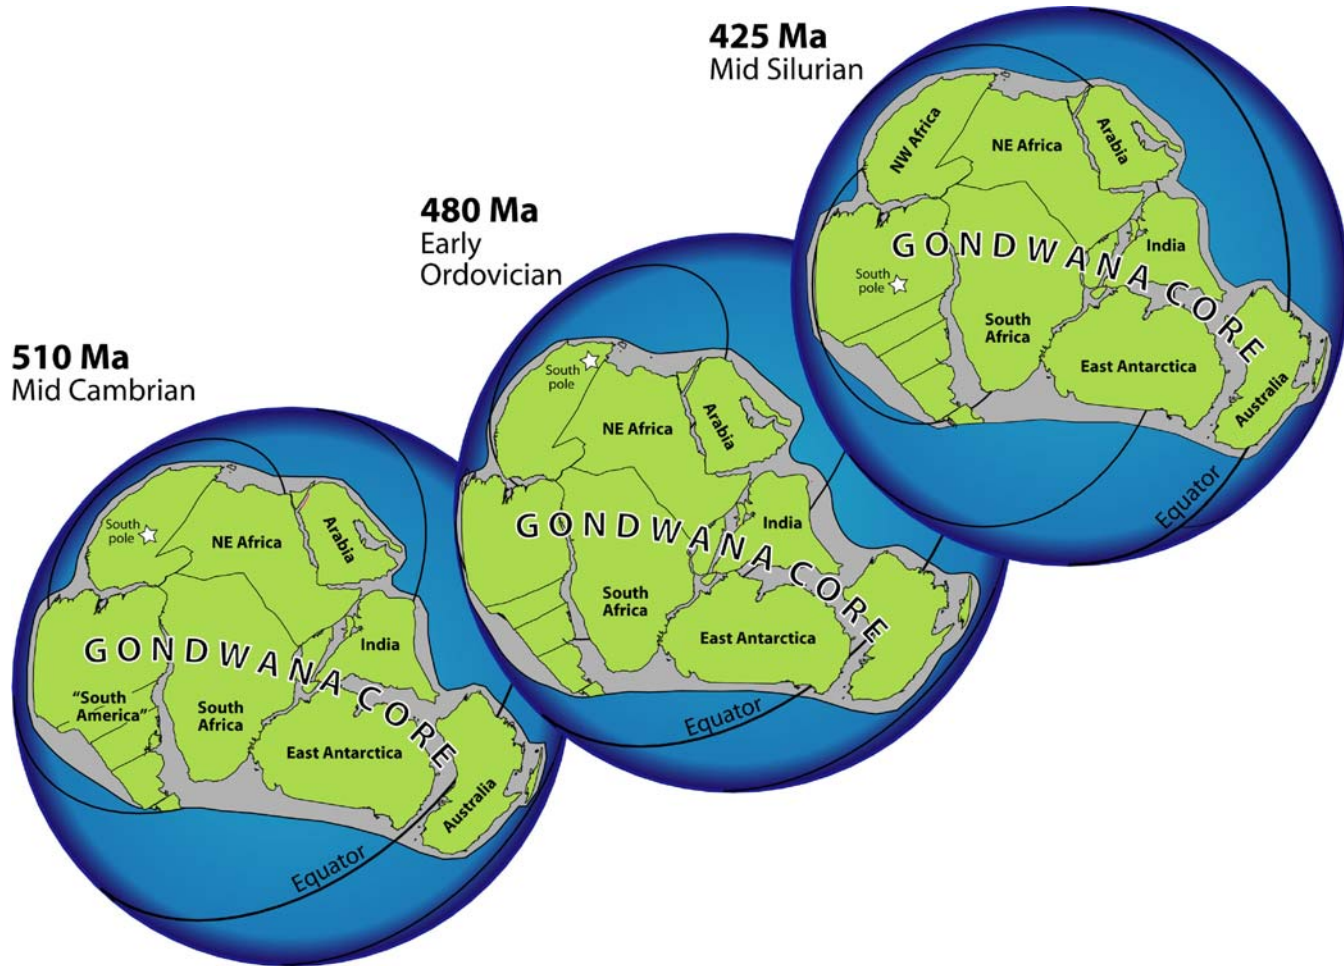 425 Ma
Mid Silurian
NW Africa
NE Africa
Arabia
GONDWANA CORE
India
South
pole
South
Africa
East Antarctica
Australia
Equator
480 Ma
Early
Ordovician
South
pole
NE Africa
Arabia
GONDWANA CORE
India
South
Africa
East Antarctica
Equator
510 Ma
Mid Cambrian
South
pole
NE Africa
Arabia
GONDWANA CORE
India
"South
America"
South
Africa
East Antarctica
Australia
Equator